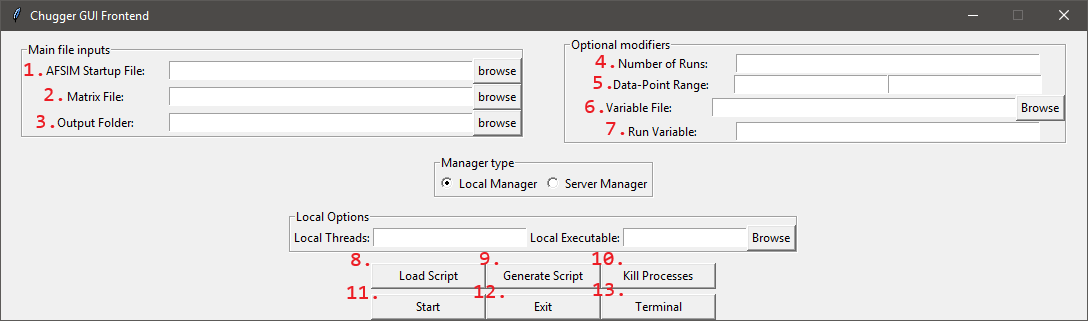 Chugger GUI Frontend
Main file inputs
1. AFSIM Startup File: browse
2. Matrix File: browse
3. Output Folder: browse
Optional modifiers
4. Number of Runs:
5. Data-Point Range:
6. Variable File: Browse
7. Run Variable:
Manager type
Local Manager Server Manager
Local Options
Local Threads: Local Executable: Browse
8. Load Script 9. Generate Script 10. Kill Processes
11. Start 12. Exit 13. Terminal